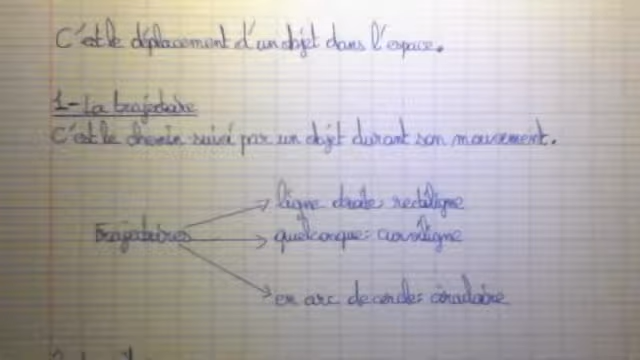 C'est le déplacement d'un objet dans l'espace.
1- La trajectoire
C'est le chemin suivi par un objet durant son mouvement.
ligne droite: rectiligne
Trajectoires
quelconque: curviligne
en arc de cercle: circulaire